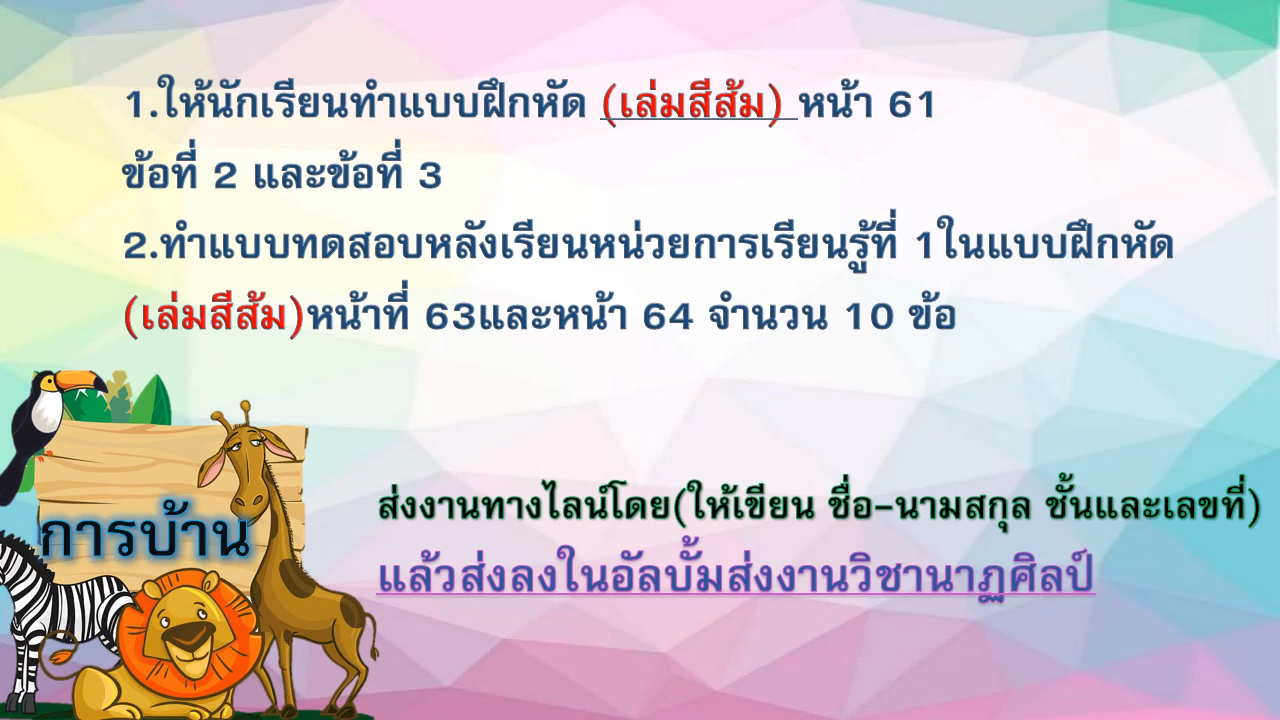 1.ให้นักเรียนทำแบบฝึกหัด (เล่มสีส้ม) หน้า 61
ข้อที่ 2 และข้อที่ 3
2.ทำแบบทดสอบหลังเรียนหน่วยการเรียนรู้ที่ 1ในแบบฝึกหัด
(เล่มสีส้ม)หน้าที่ 63และหน้า 64 จำนวน 10 ข้อ
การบ้าน
ส่งงานทางไลน์โดย(ให้เขียน ชื่อ-นามสกุล ชั้นและเลขที่)
แล้วส่งลงในอัลบั้มส่งงานวิชานาฏศิลป์